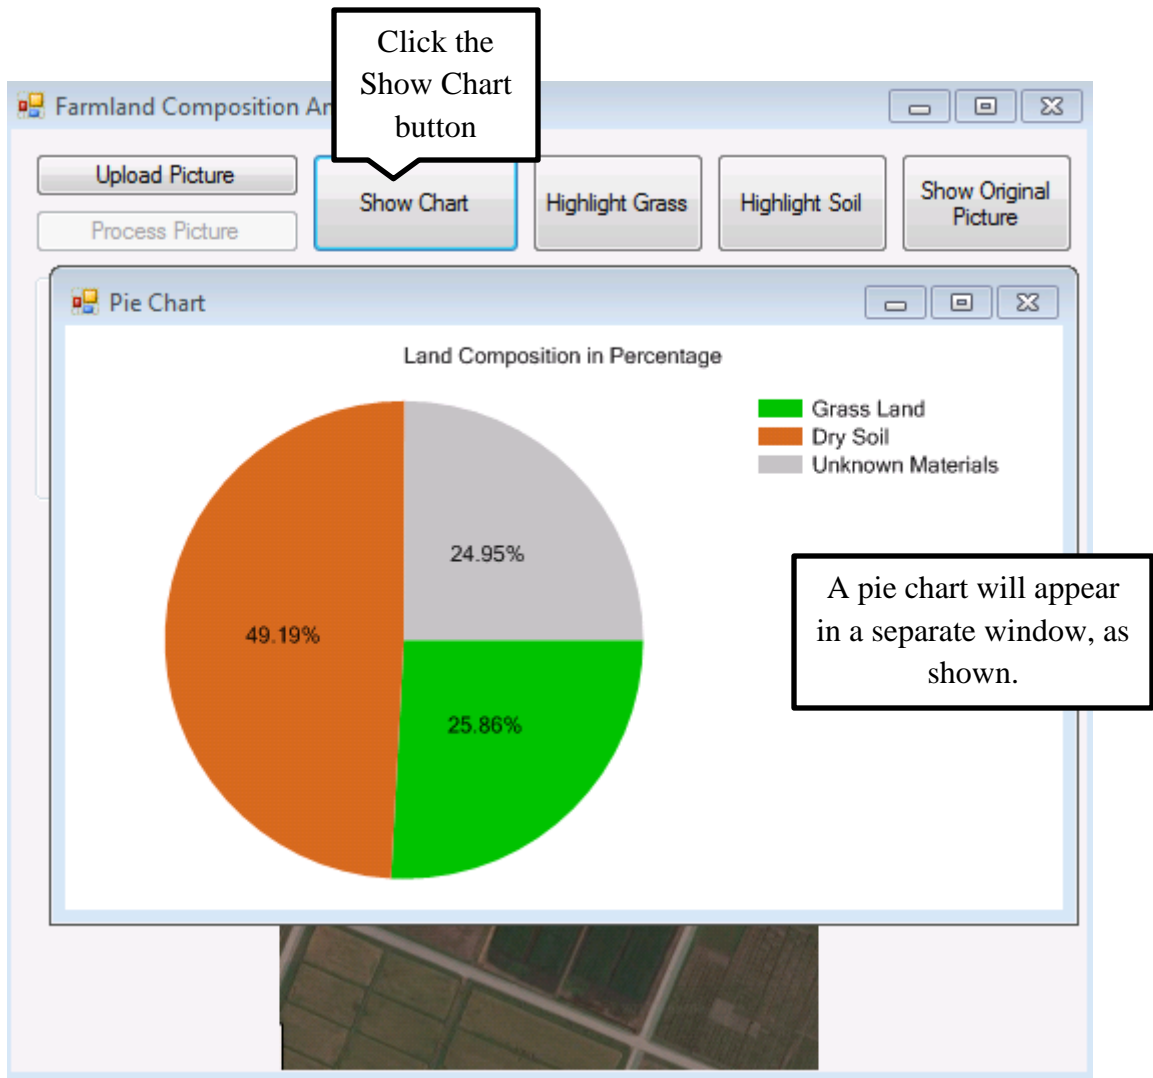 Click the
Show Chart
button
Farmland Composition
Upload Picture
Process Picture
Show Chart
Highlight Grass
Highlight Soil
Show Original
Picture
Pie Chart
Land Composition in Percentage
Grass Land
Dry Soil
Unknown Materials
24.95%
49.19%
25.86%
A pie chart will appear
in a separate window, as
shown.